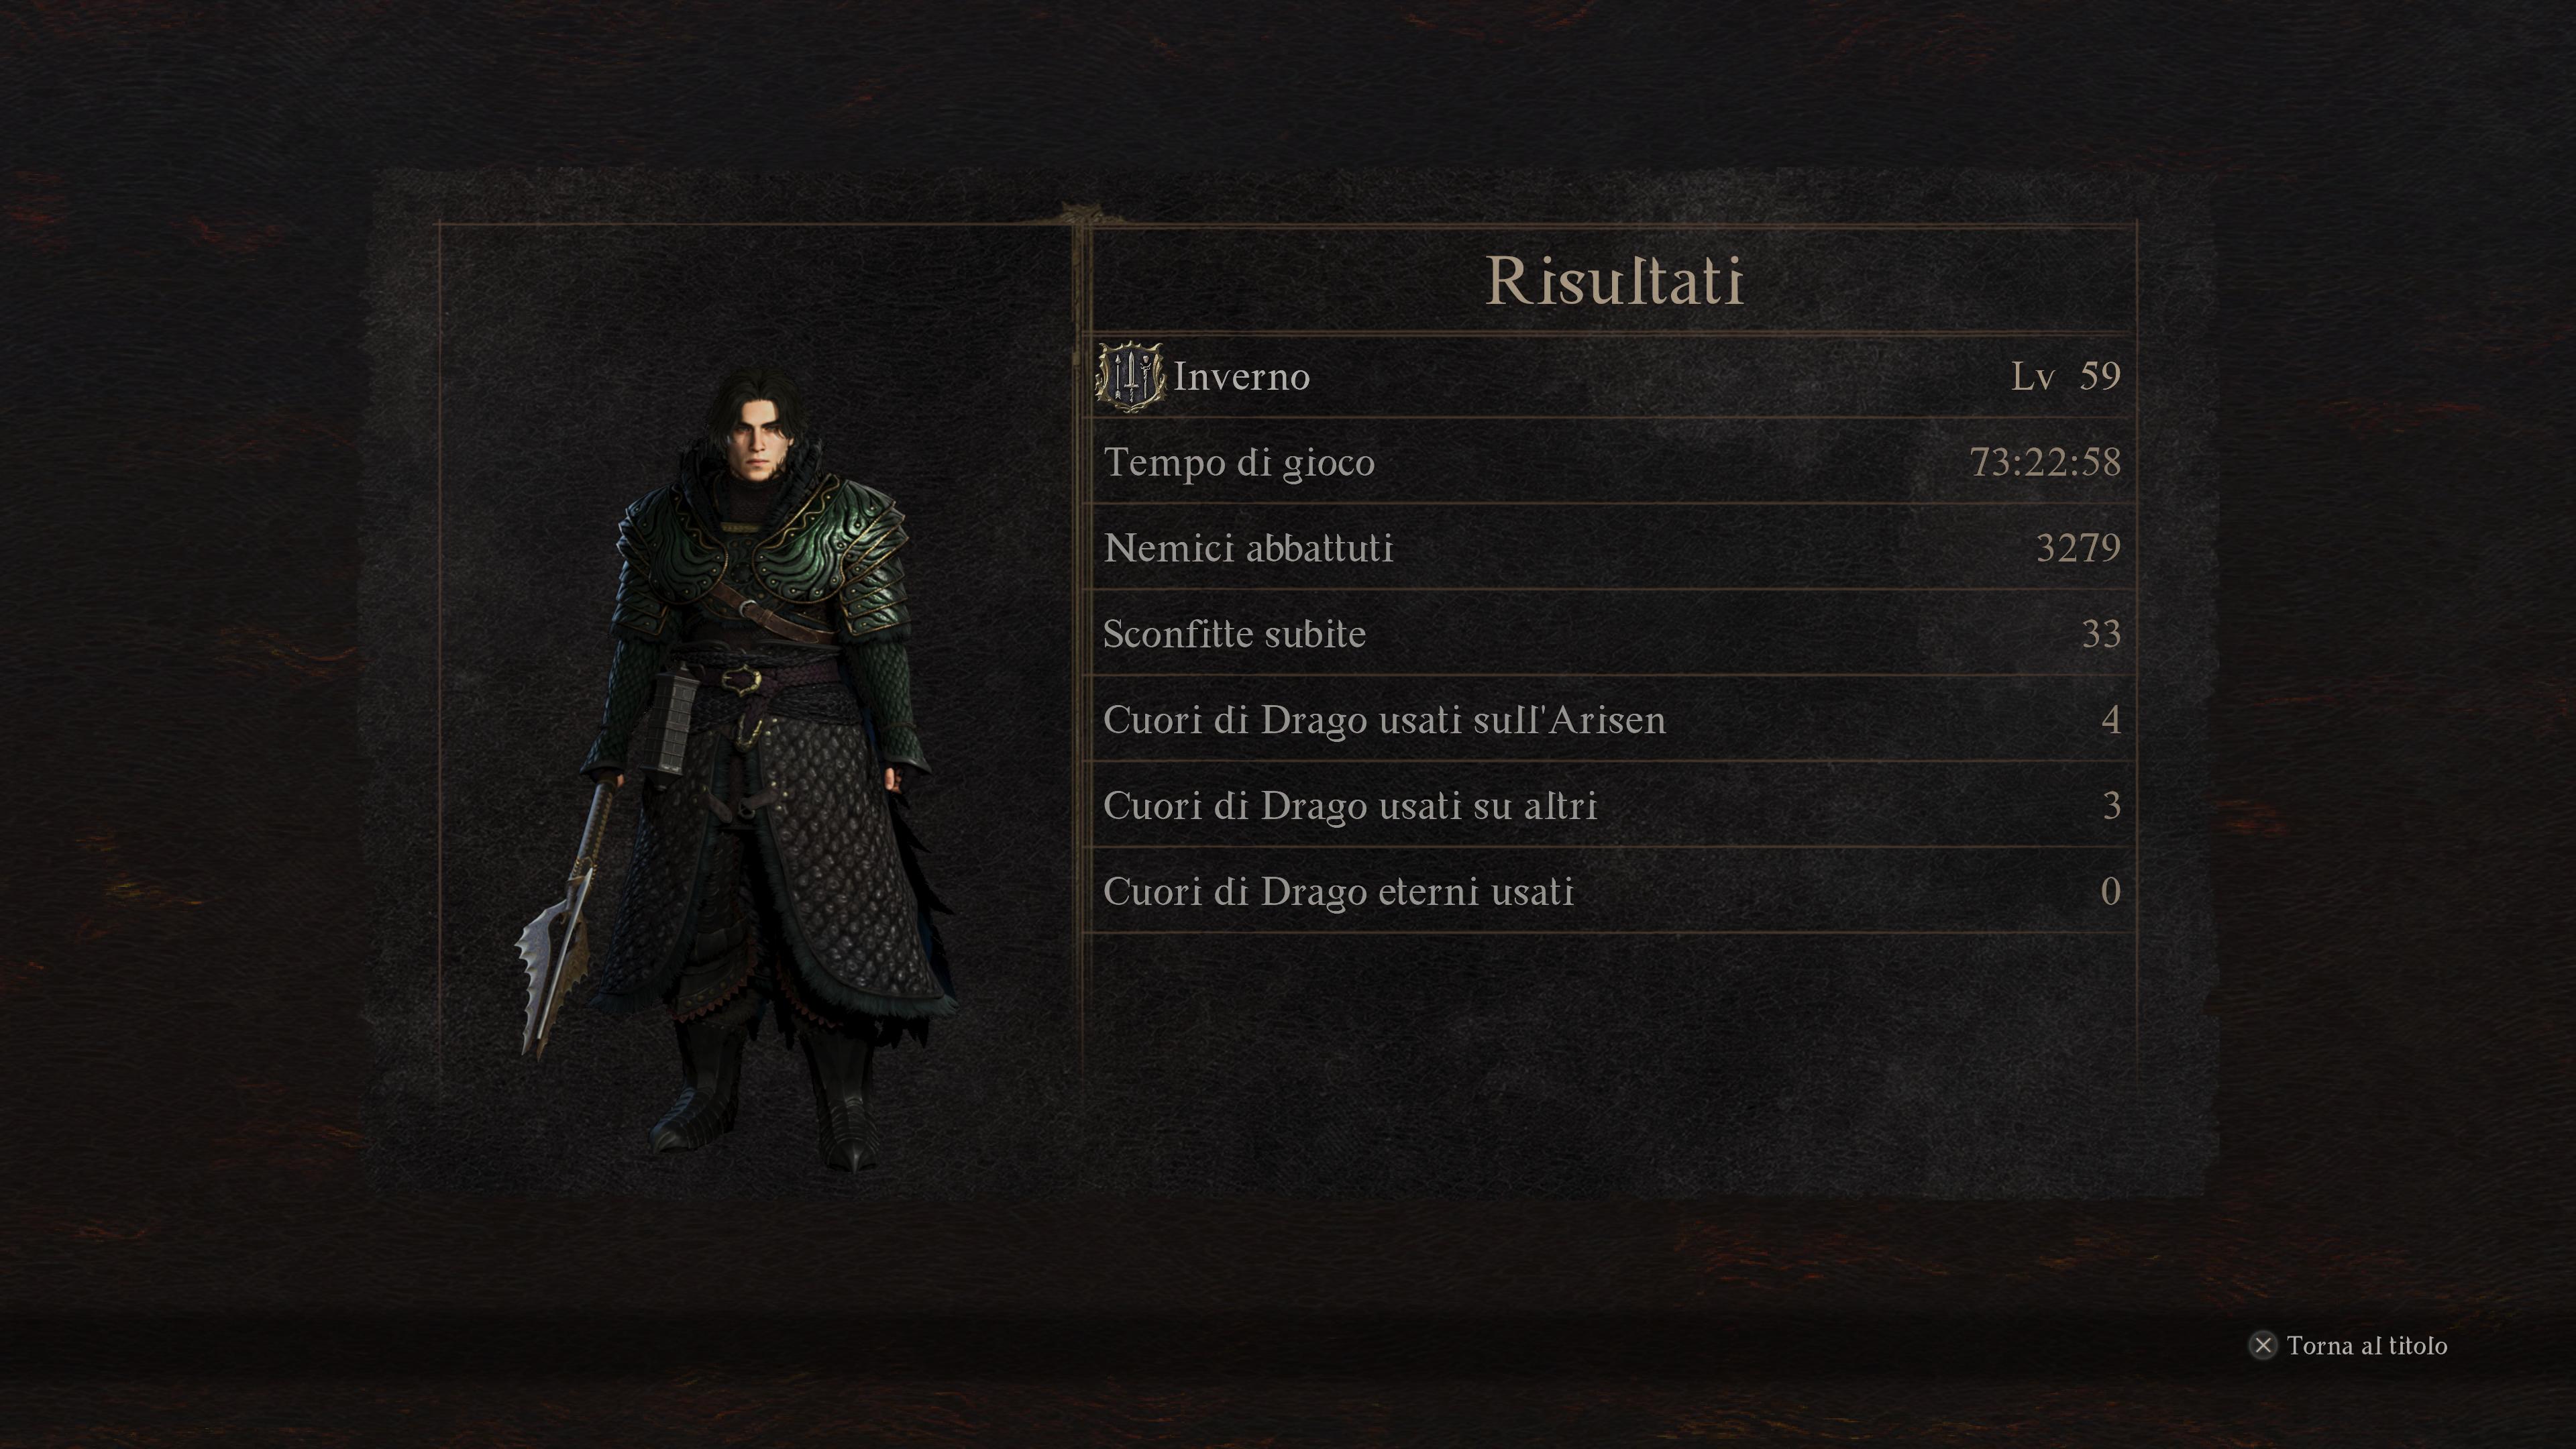 Risultati
Inverno Lv 59
Tempo di gioco 73:22:58
Nemici abbattuti 3279
Sconfitte subite 33
Cuori di Drago usati sull'Arisen 4
Cuori di Drago usati su altri 3
Cuori di Drago eterni usati 0
Torna al titolo